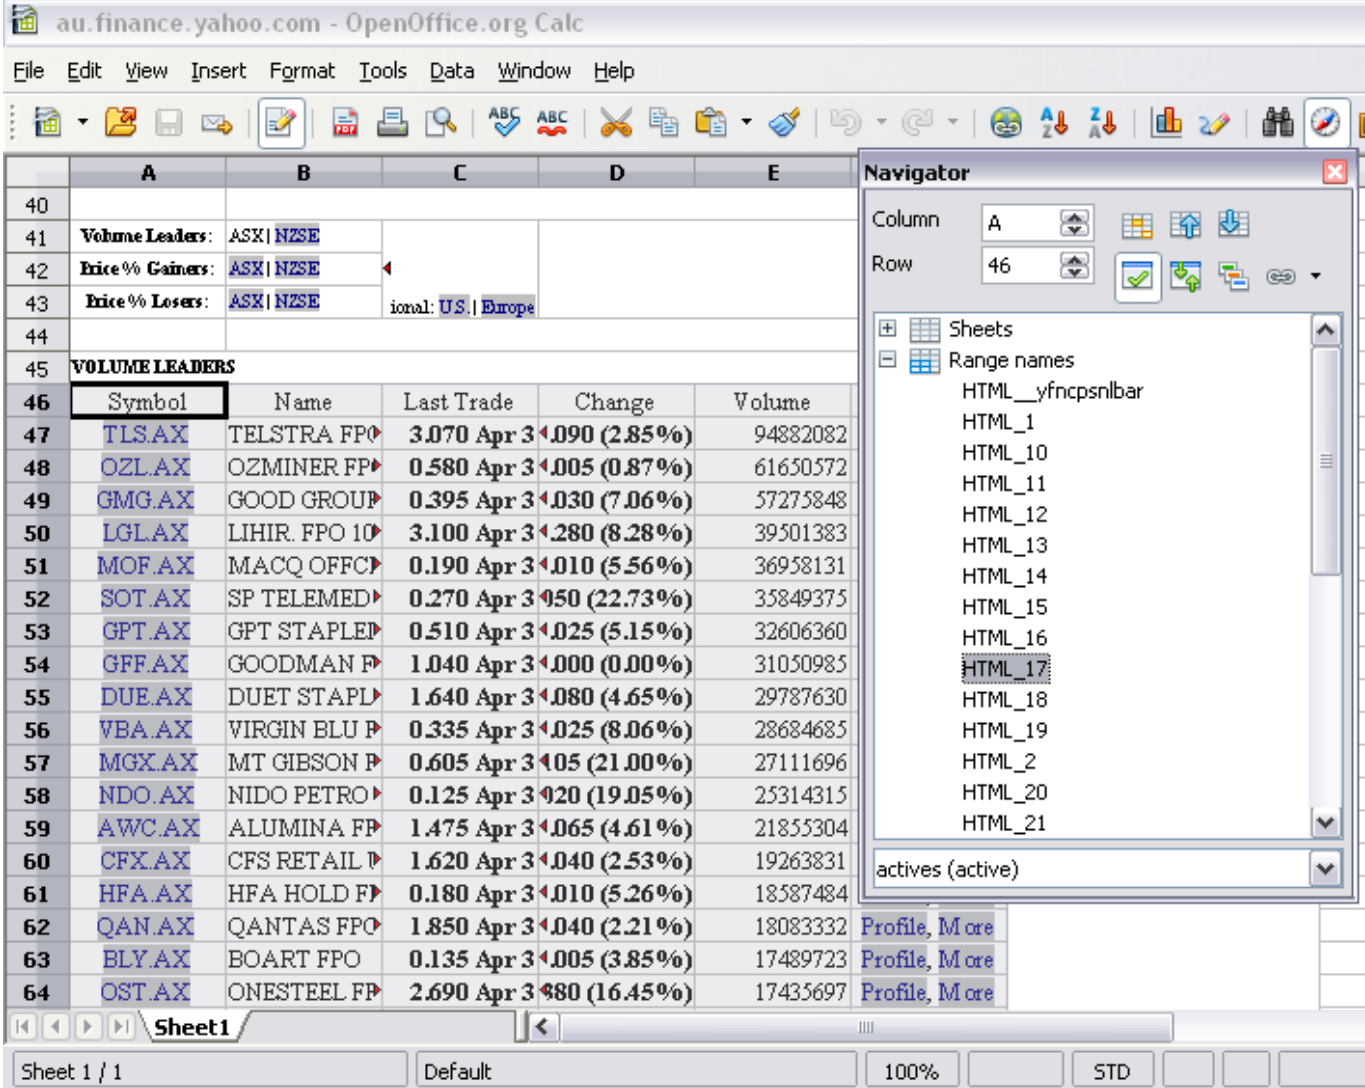 au.finance.yahoo.com - OpenOffice.org Calc
File Edit View Insert Format Tools Data Window Help
A B C D E
Navigator
Column A
Row 46
Sheets
Range names
HTML__yfncpsnlbar
HTML_1
HTML_10
HTML_11
HTML_12
HTML_13
HTML_14
HTML_15
HTML_16
HTML_17
HTML_18
HTML_19
HTML_2
HTML_20
HTML_21
actives (active)
40
41 Volume Leaders: ASX| NZSE
42 Price % Gainers: ASX| NZSE
43 Price % Losers: ASX| NZSE ional: U.S.| Europe
44
45 VOLUME LEADERS
46 Symbol Name Last Trade Change Volume
47 TLS.AX TELSTRA FPO 3.070 Apr 3 .090 (2.85%) 94882082
48 OZL.AX OZMINER FP 0.580 Apr 3 .005 (0.87%) 61650572
49 GMG.AX GOOD GROUP 0.395 Apr 3 .030 (7.06%) 57275848
50 LGL.AX LIHIR. FPO 10 3.100 Apr 3 .280 (8.28%) 39501383
51 MOF.AX MACQ OFFC 0.190 Apr 3 .010 (5.56%) 36958131
52 SOT.AX SP TELEMED 0.270 Apr 3 050 (22.73%) 35849375
53 GPT.AX GPT STAPLE 0.510 Apr 3 .025 (5.15%) 32606360
54 GFF.AX GOODMAN F 1.040 Apr 3 .000 (0.00%) 31050985
55 DUE.AX DUET STAPL 1.640 Apr 3 .080 (4.65%) 29787630
56 VBA.AX VIRGIN BLU F 0.335 Apr 3 .025 (8.06%) 28684685
57 MGX.AX MT GIBSON F 0.605 Apr 3 105 (21.00%) 27111696
58 NDO.AX NIDO PETRO 0.125 Apr 3 020 (19.05%) 25314315
59 AWC.AX ALUMINA FP 1.475 Apr 3 .065 (4.61%) 21855304
60 CFX.AX CFS RETAIL 1.620 Apr 3 .040 (2.53%) 19263831
61 HFA.AX HFA HOLD FP 0.180 Apr 3 .010 (5.26%) 18587484
62 QAN.AX QANTAS FPO 1.850 Apr 3 .040 (2.21%) 18083332 Profile, More
63 BLY.AX BOART FPO 0.135 Apr 3 .005 (3.85%) 17489723 Profile, More
64 OST.AX ONESTEEL FP 2.690 Apr 3 380 (16.45%) 17435697 Profile, More
Sheet1
Sheet 1 / 1 Default 100% STD